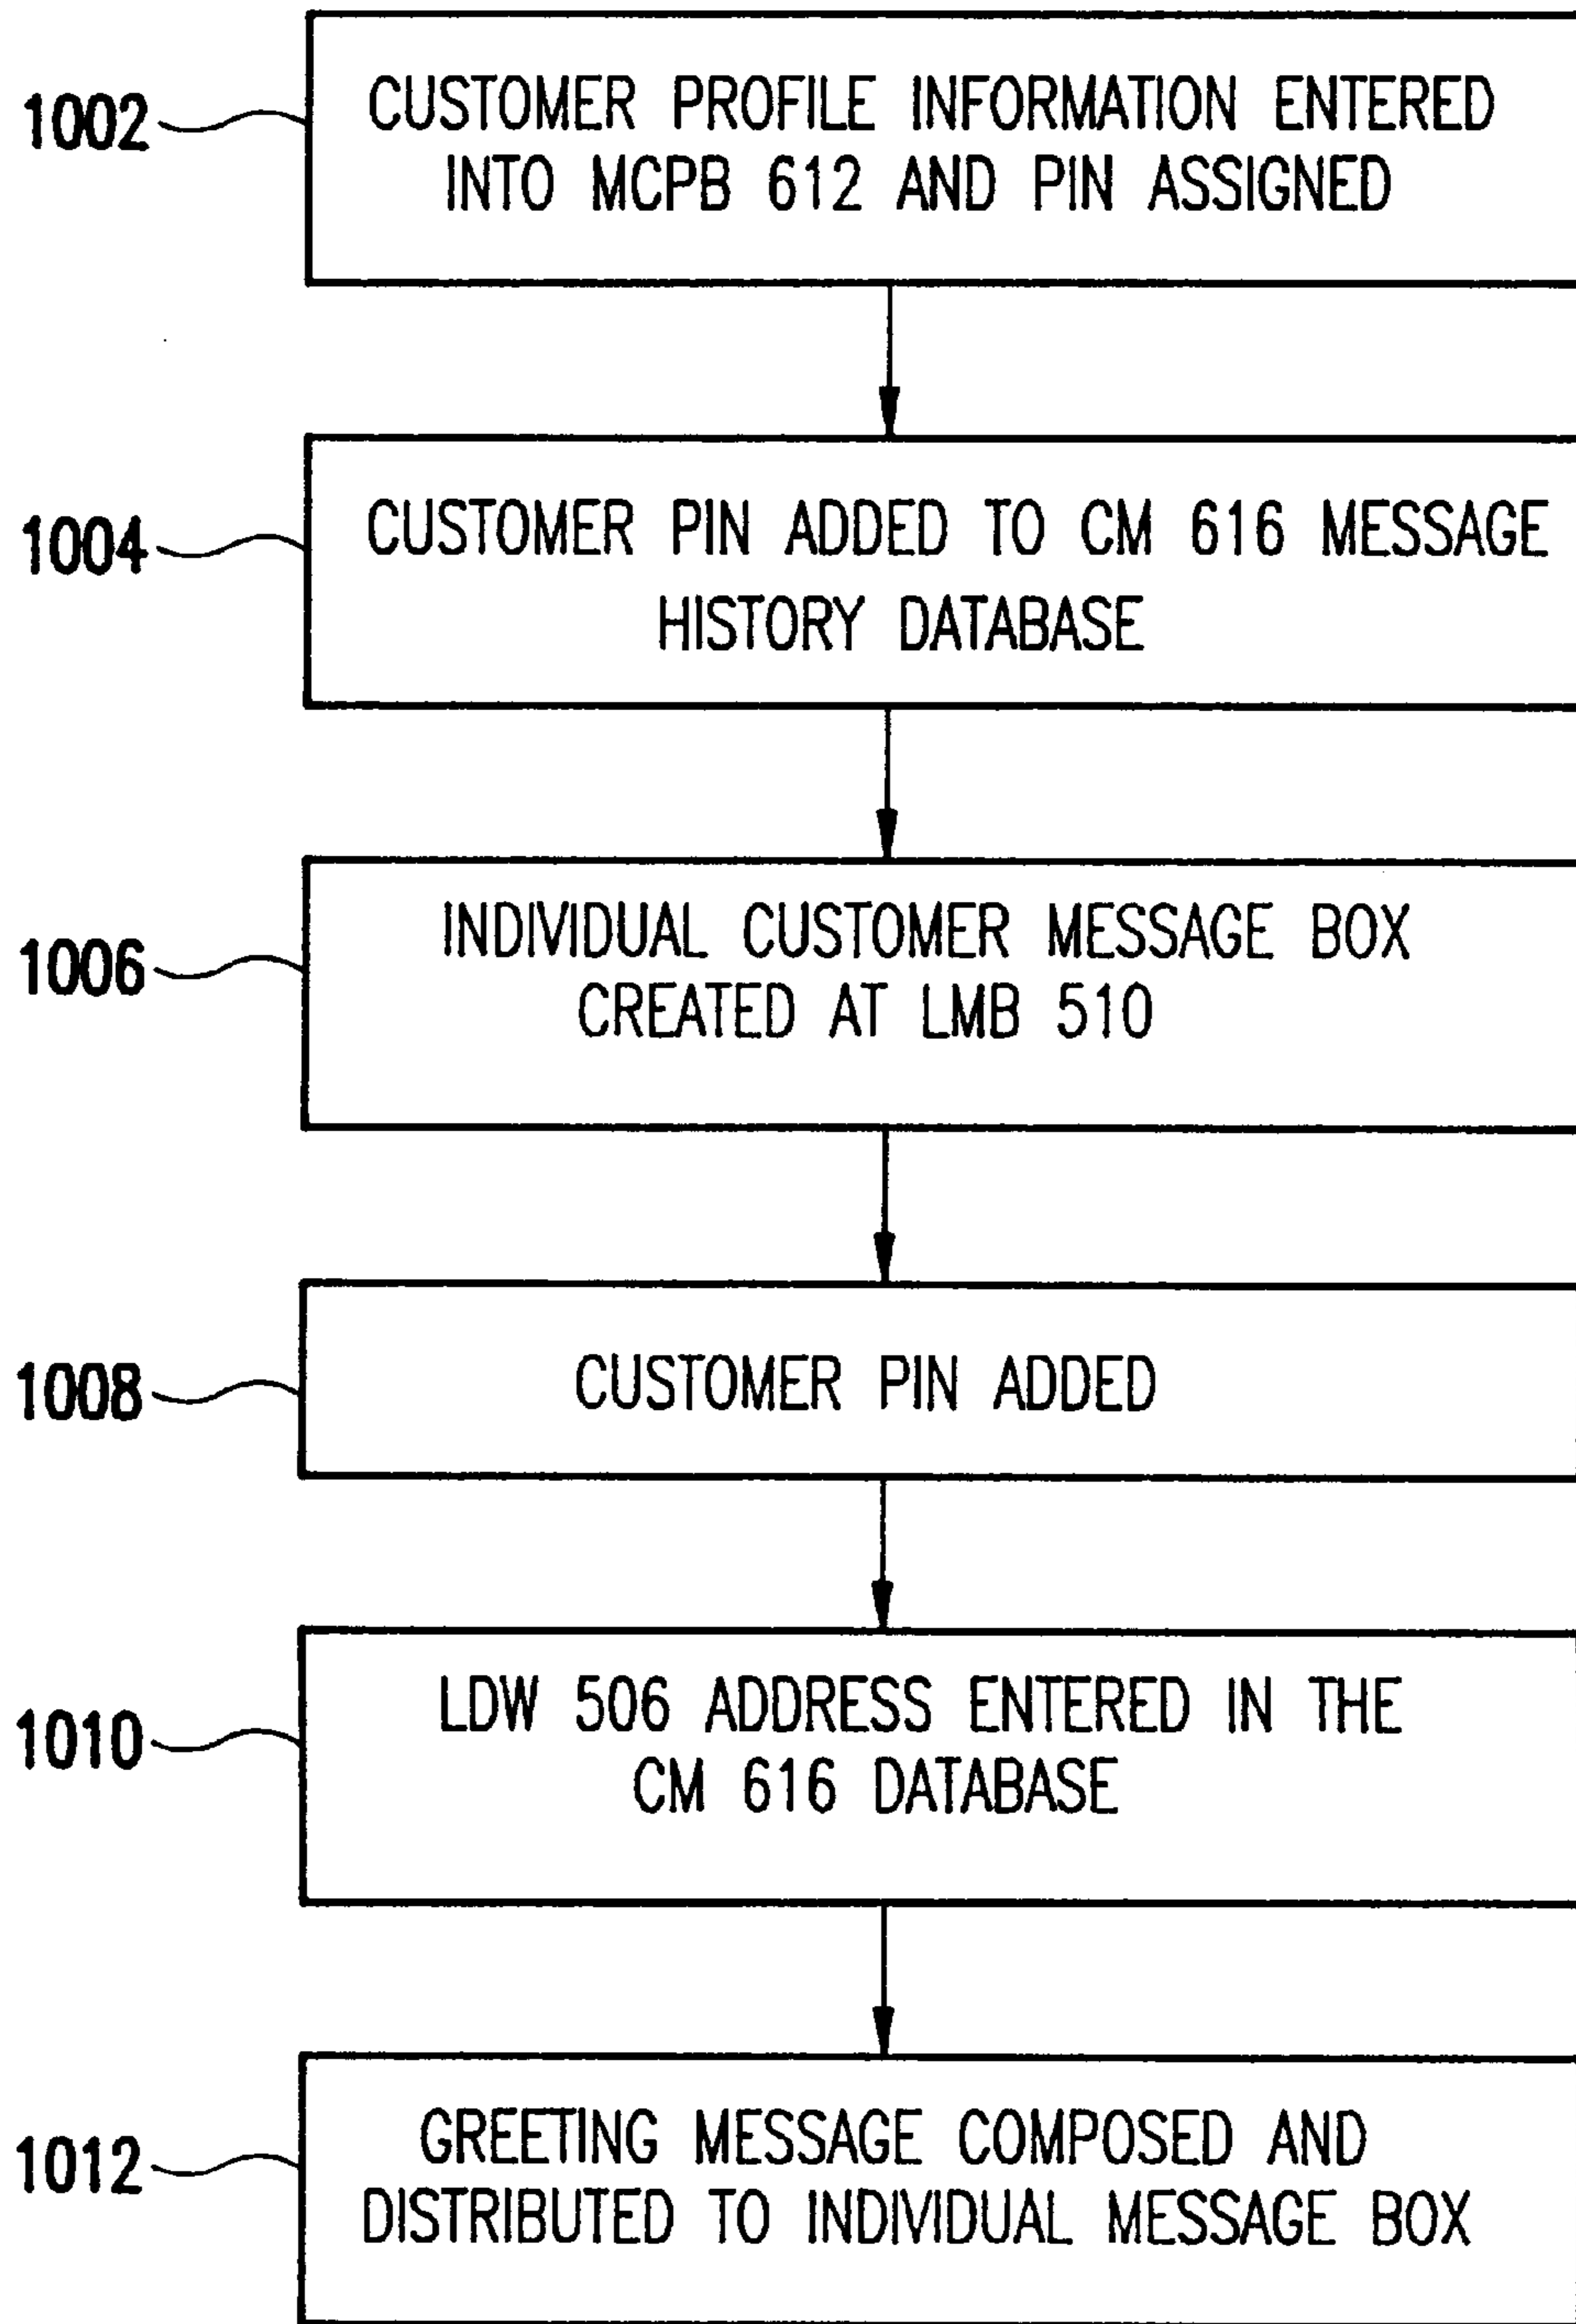 1002
CUSTOMER PROFILE INFORMATION ENTERED
INTO MCPB 612 AND PIN ASSIGNED
1004
CUSTOMER PIN ADDED TO CM 616 MESSAGE
HISTORY DATABASE
1006
INDIVIDUAL CUSTOMER MESSAGE BOX
CREATED AT LMB 510
1008
CUSTOMER PIN ADDED
1010
LDW 506 ADDRESS ENTERED IN THE
CM 616 DATABASE
1012
GREETING MESSAGE COMPOSED AND
DISTRIBUTED TO INDIVIDUAL MESSAGE BOX